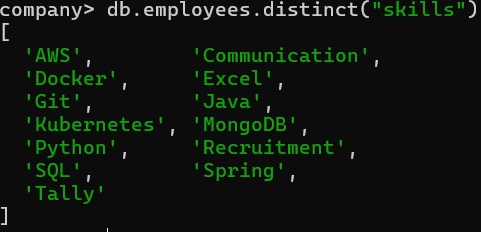 company> db.employees.distinct("skills")
[
  'AWS',        'Communication',
  'Docker',     'Excel',
  'Git',        'Java',
  'Kubernetes', 'MongoDB',
  'Python',     'Recruitment',
  'SQL',        'Spring',
  'Tally'
]